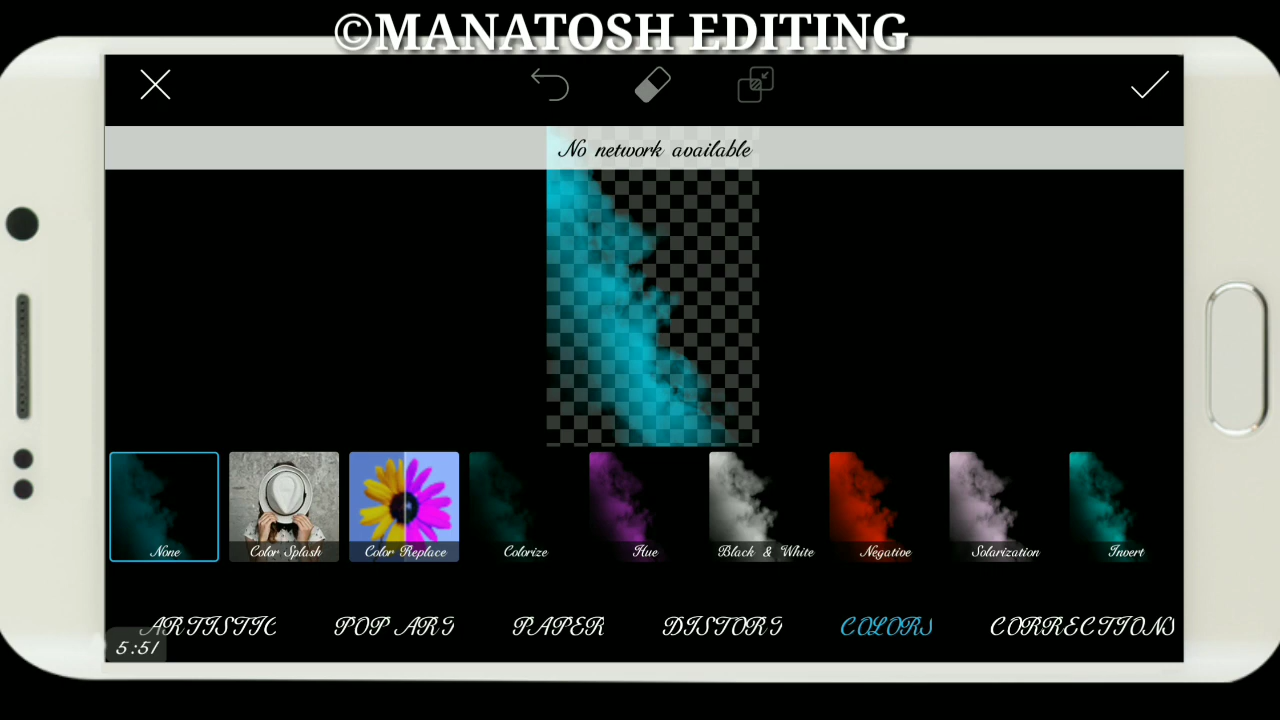 ©MANATOSH EDITING
No network available
None
Color Splash
Color Replace
Colorize
Hue
Black & White
Negative
Solarization
Invert
ARTISTIC
POP ART
PAPER
DISTORT
COLORS
CORRECTIONS
5:51